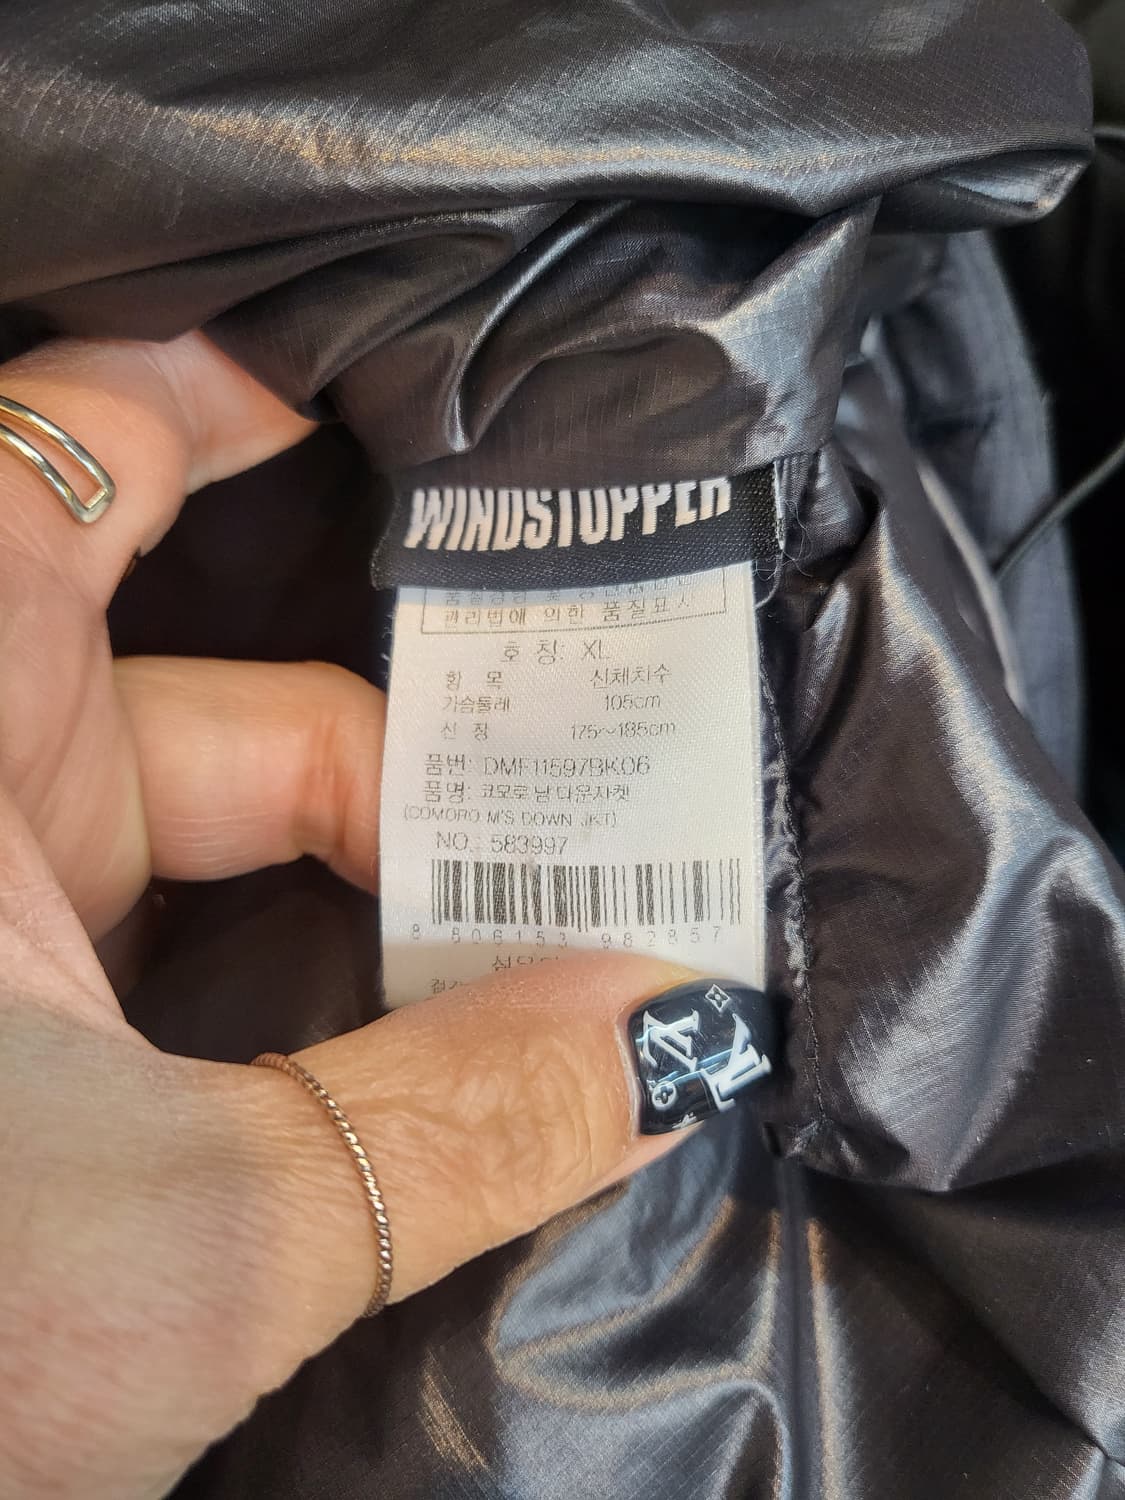 WINDSTOPPER
관리법에 의한 품질표시
호 칭: XL
항 목 신체치수
가슴둘레 105cm
신 장 175~185cm
품번: DMF11597BK06
품명: 코모로 남 다운자켓
(COMORO M'S DOWN JKT)
NO. 583997
8 806153 982857